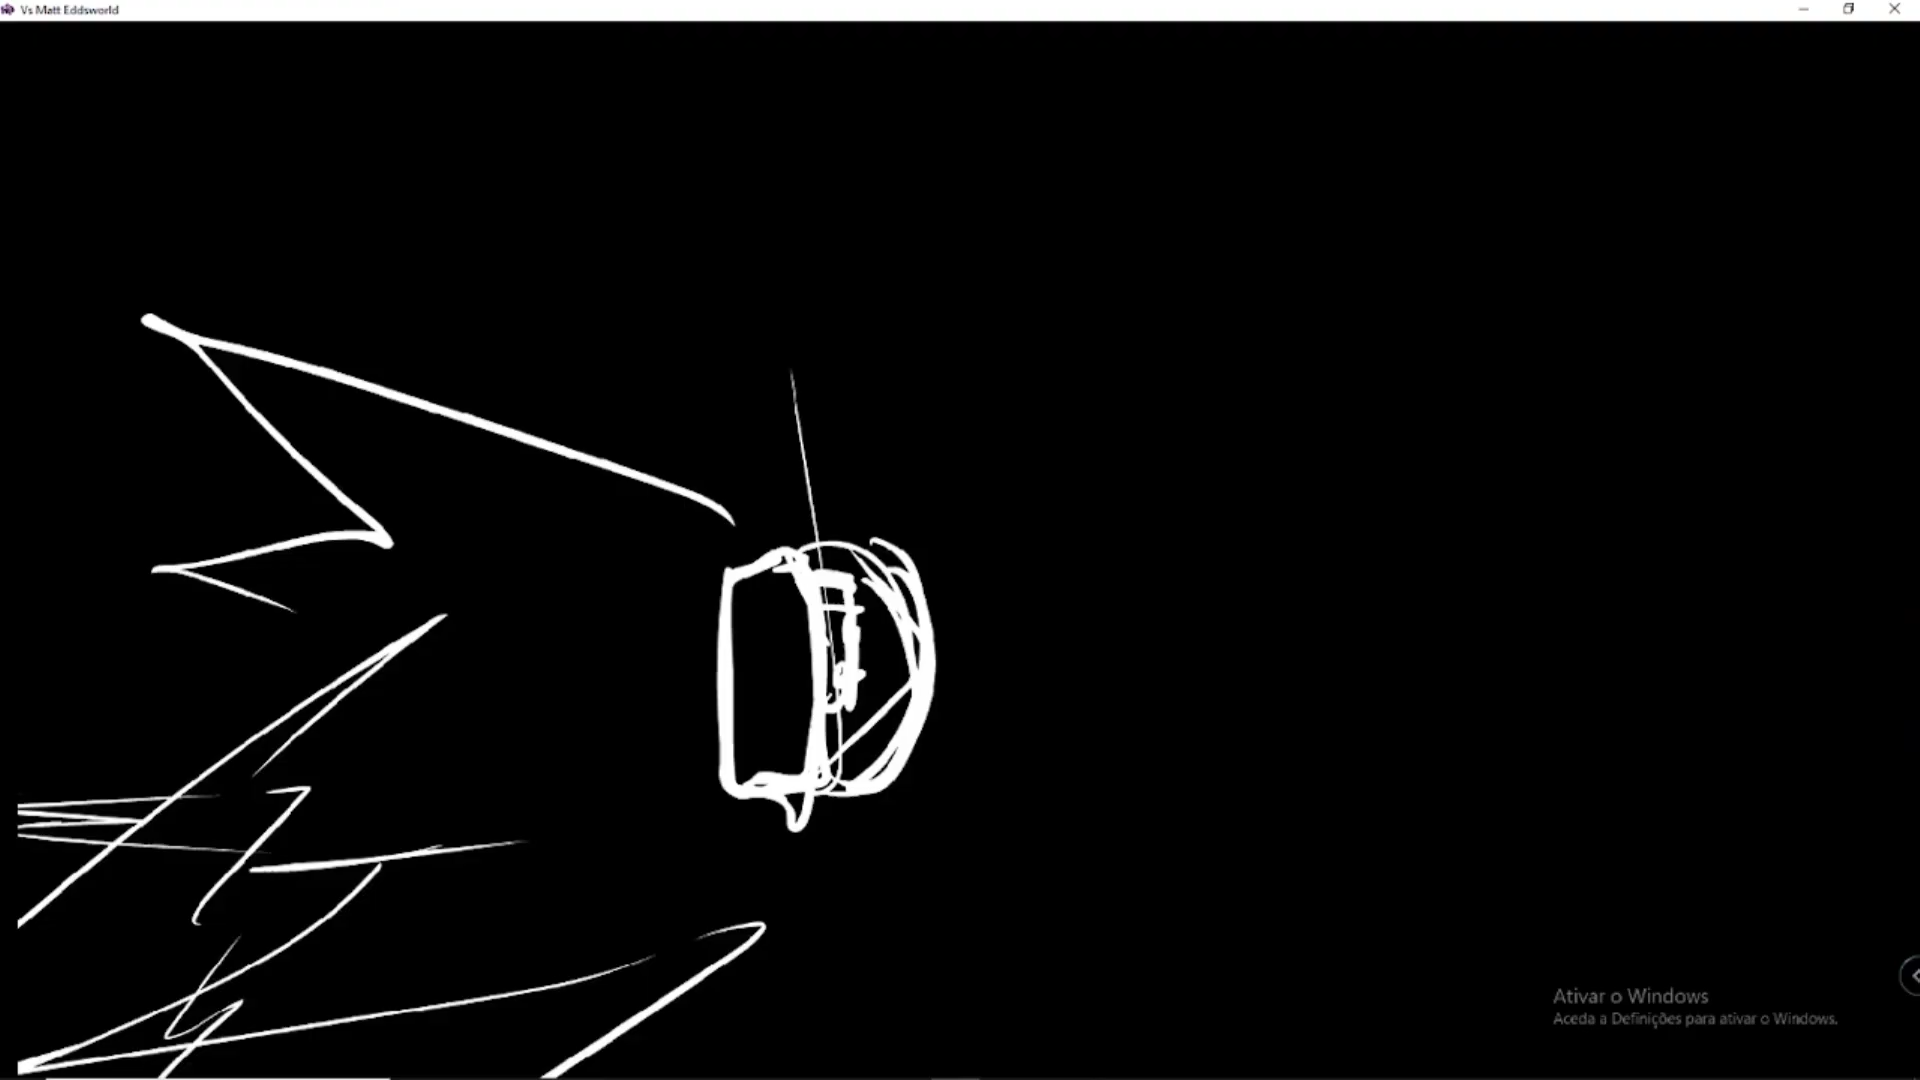 Vs Matt Eddsworld
Ativar o Windows
Aceda a Definições para ativar o Windows.